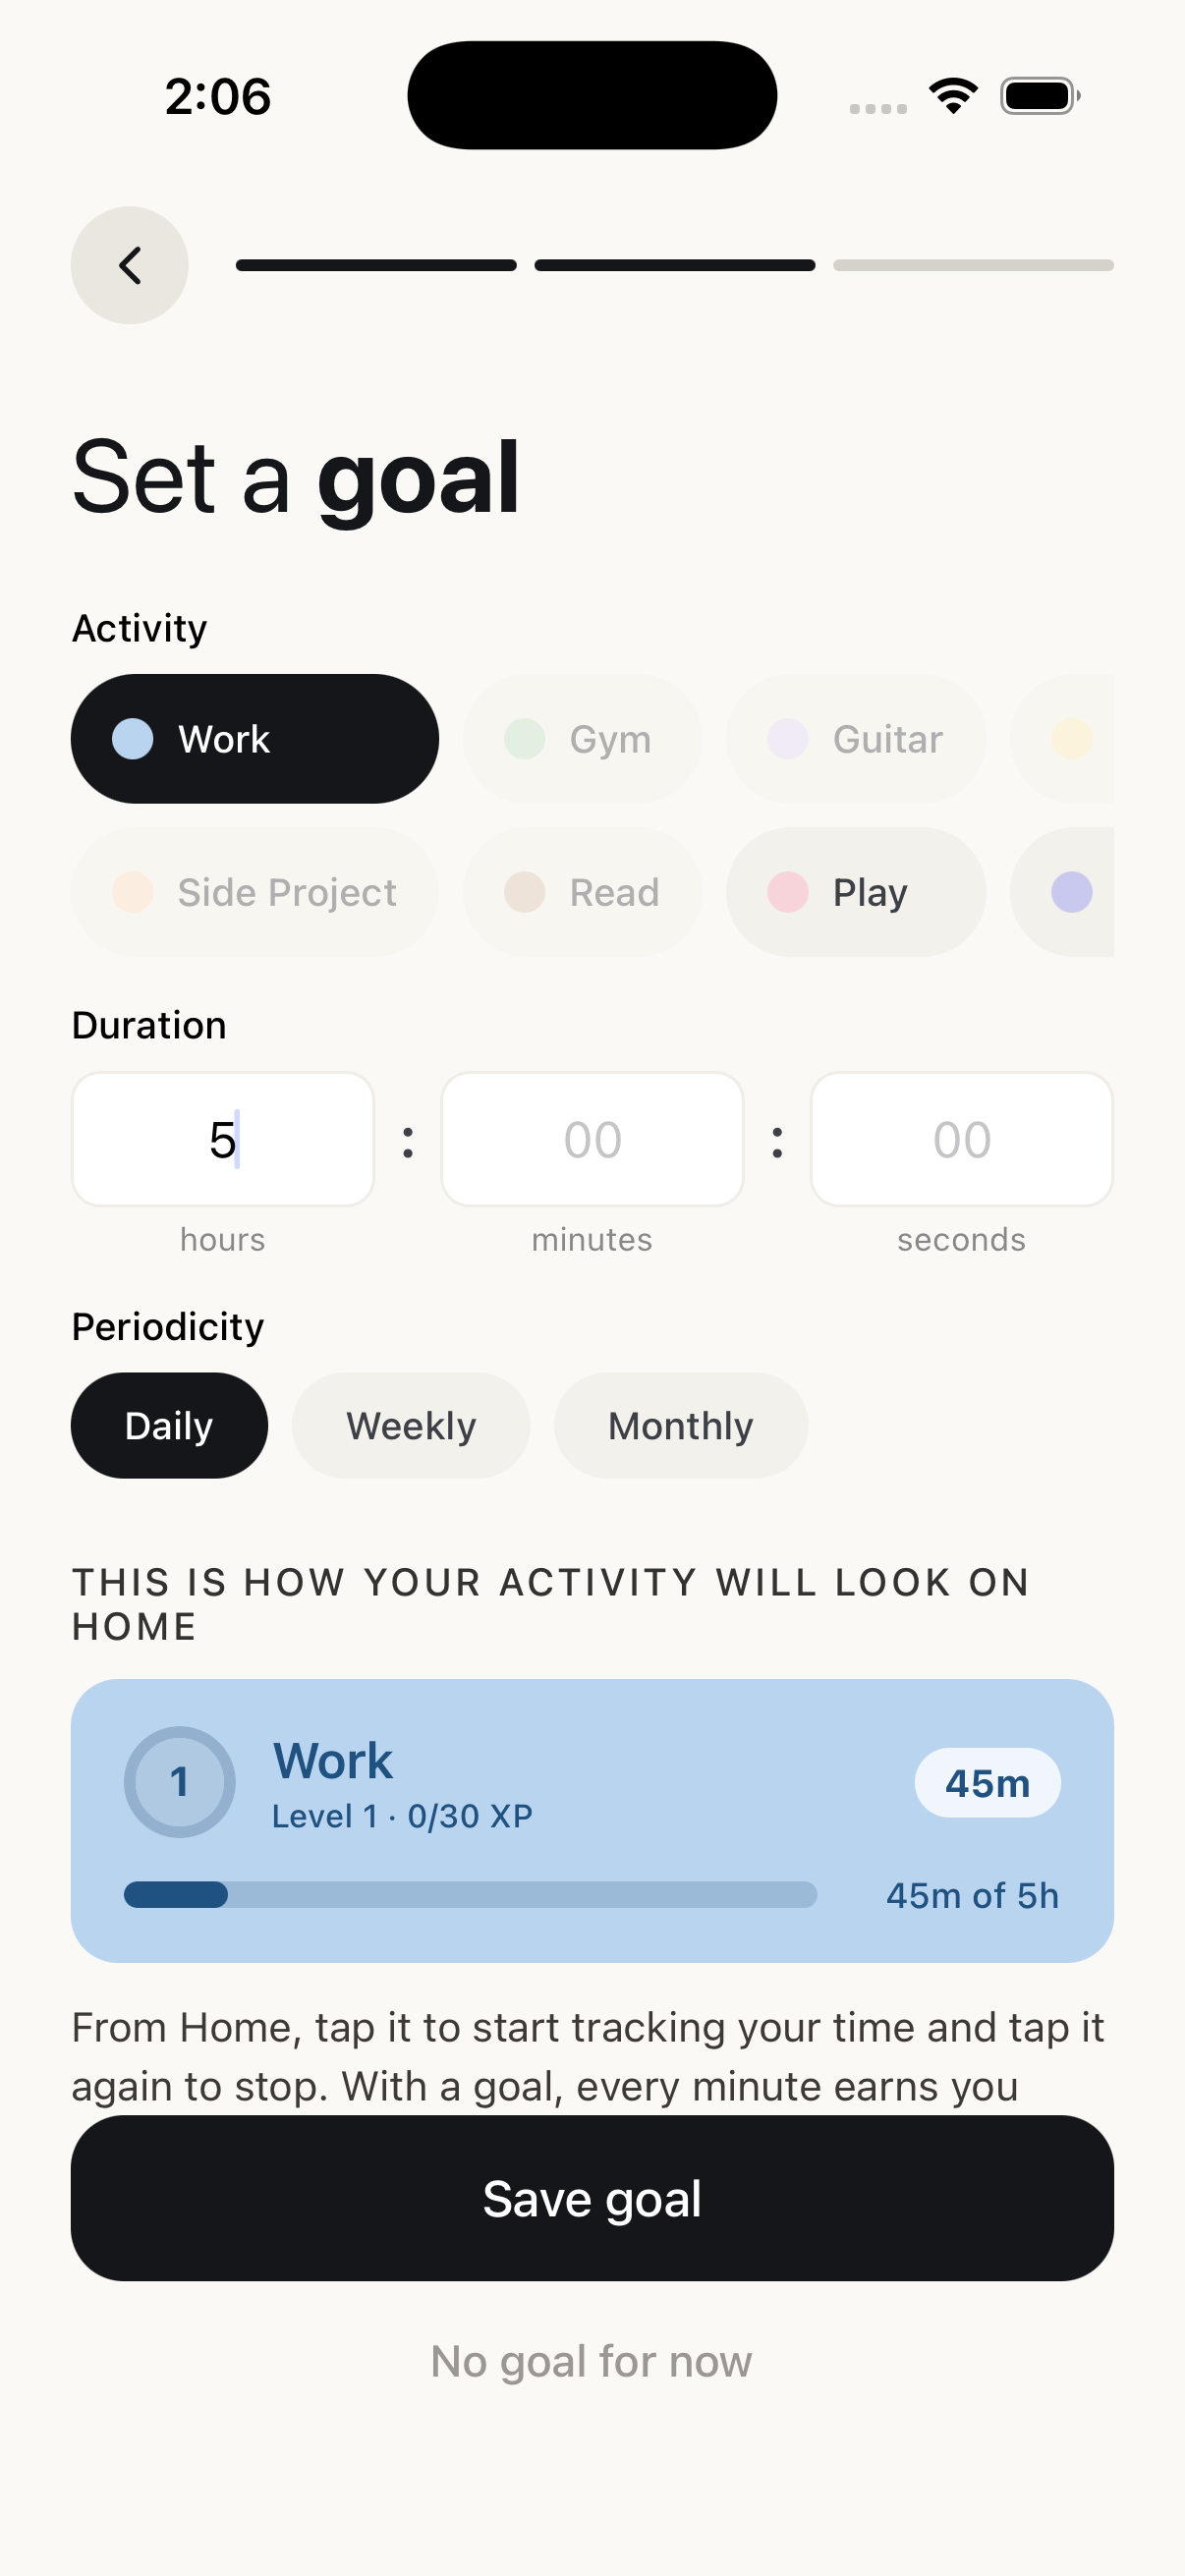 2:06
Set a goal
Activity
Work Gym Guitar
Side Project Read Play
Duration
5 : 00 : 00
hours minutes seconds
Periodicity
Daily Weekly Monthly
THIS IS HOW YOUR ACTIVITY WILL LOOK ON
HOME
1 Work 45m
Level 1 · 0/30 XP
45m of 5h
From Home, tap it to start tracking your time and tap it
again to stop. With a goal, every minute earns you
Save goal
No goal for now